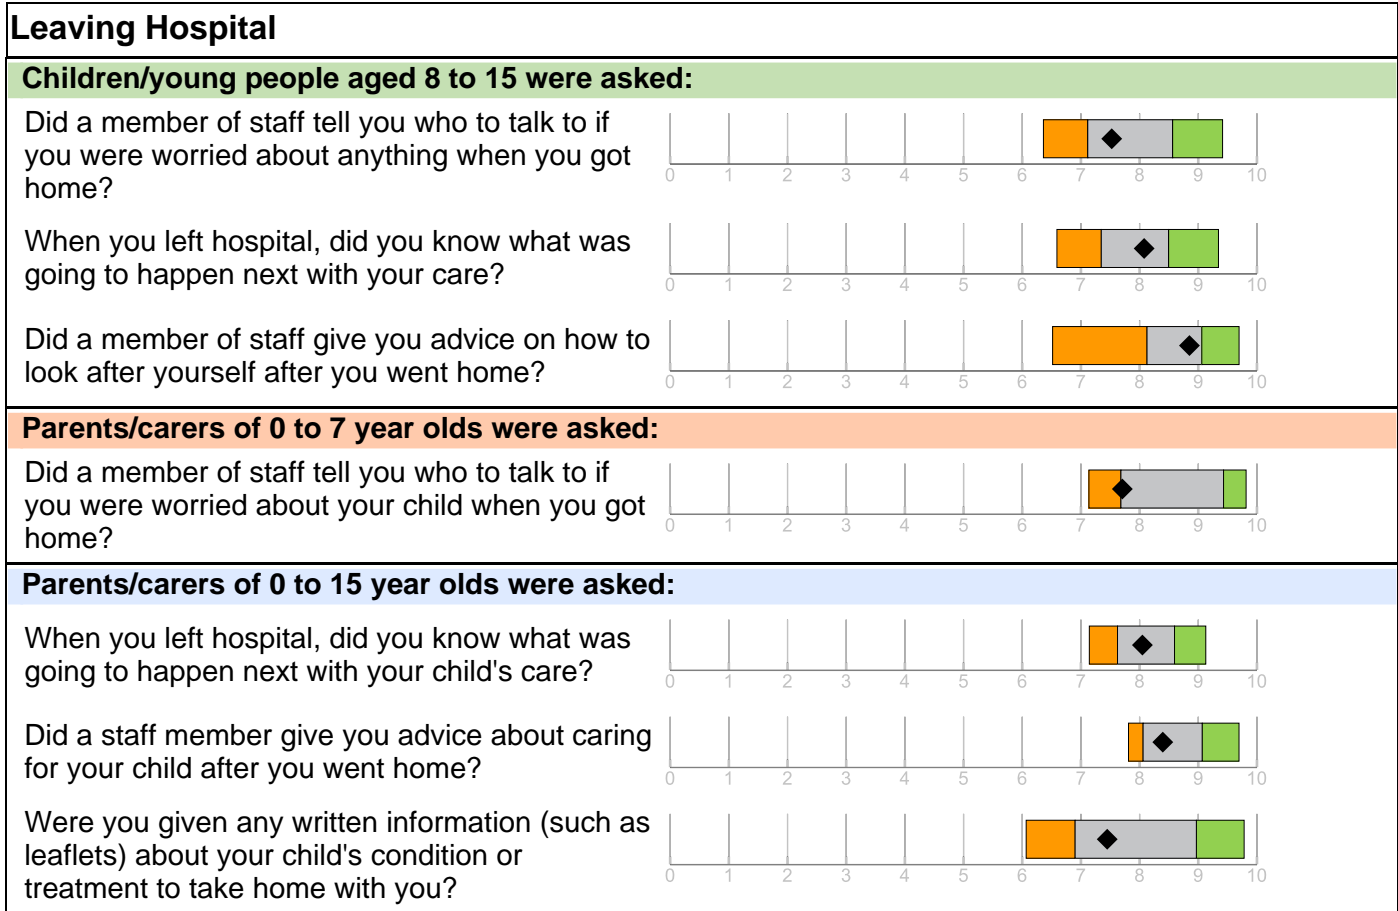 Leaving Hospital
Children/young people aged 8 to 15 were asked:
Did a member of staff tell you who to talk to if
you were worried about anything when you got
home?
0 1 2 3 4 5 6 7 8 9 10
When you left hospital, did you know what was
going to happen next with your care?
0 1 2 3 4 5 6 7 8 9 10
Did a member of staff give you advice on how to
look after yourself after you went home?
0 1 2 3 4 5 6 7 8 9 10
Parents/carers of 0 to 7 year olds were asked:
Did a member of staff tell you who to talk to if
you were worried about your child when you got
home?
0 1 2 3 4 5 6 7 8 9 10
Parents/carers of 0 to 15 year olds were asked:
When you left hospital, did you know what was
going to happen next with your child's care?
0 1 2 3 4 5 6 7 8 9 10
Did a staff member give you advice about caring
for your child after you went home?
0 1 2 3 4 5 6 7 8 9 10
Were you given any written information (such as
leaflets) about your child's condition or
treatment to take home with you?
0 1 2 3 4 5 6 7 8 9 10